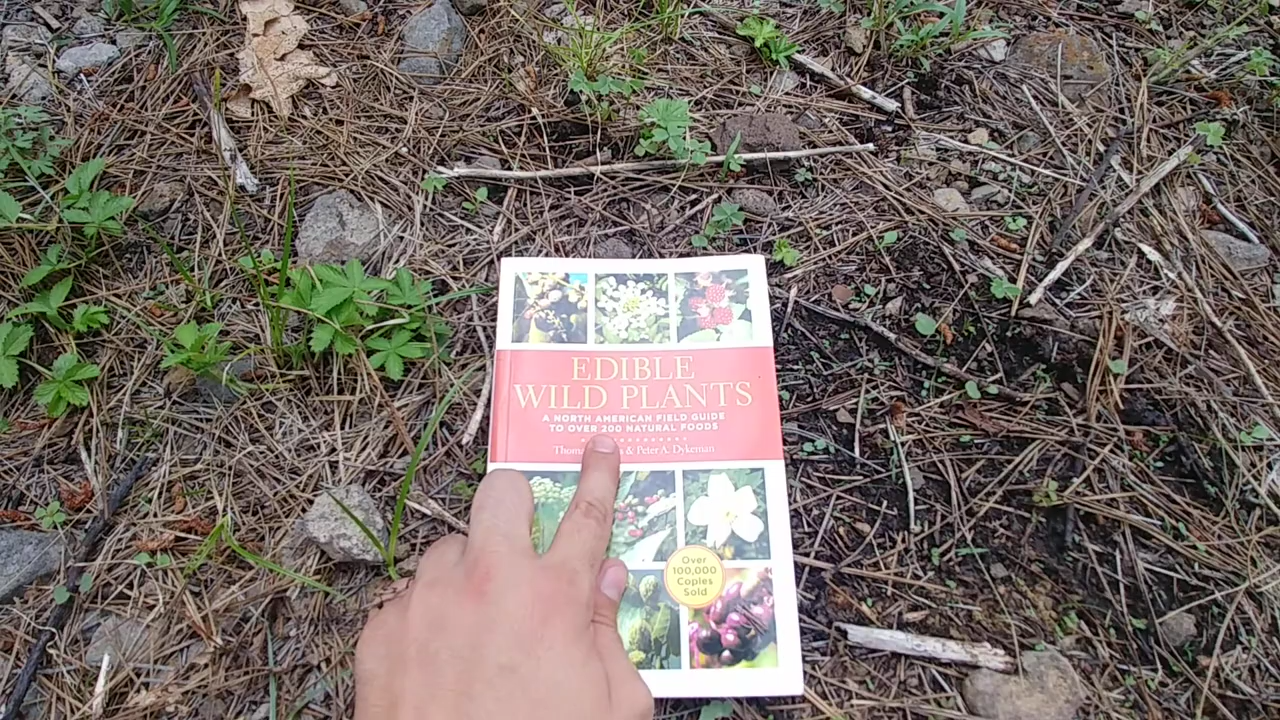 EDIBLE
WILD PLANTS
A NORTH AMERICAN FIELD GUIDE
TO OVER 200 NATURAL FOODS
& Peter A. Dykeman
Over
100,000
Copies
Sold